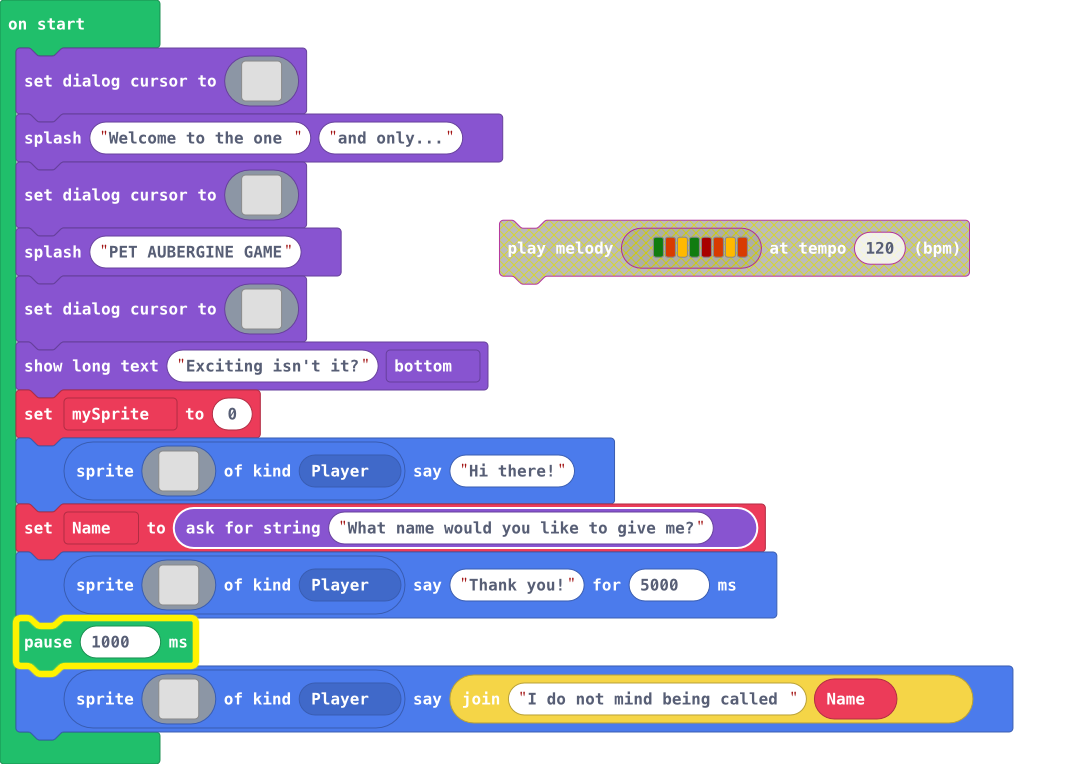 on start
set dialog cursor to
splash "Welcome to the one " "and only..."
set dialog cursor to
splash "PET AUBERGINE GAME"
play melody at tempo 120 (bpm)
set dialog cursor to
show long text "Exciting isn't it?" bottom
set mySprite to 0
sprite of kind Player say "Hi there!"
set Name to ask for string "What name would you like to give me?"
sprite of kind Player say "Thank you!" for 5000 ms
pause 1000 ms
sprite of kind Player say join "I do not mind being called " Name